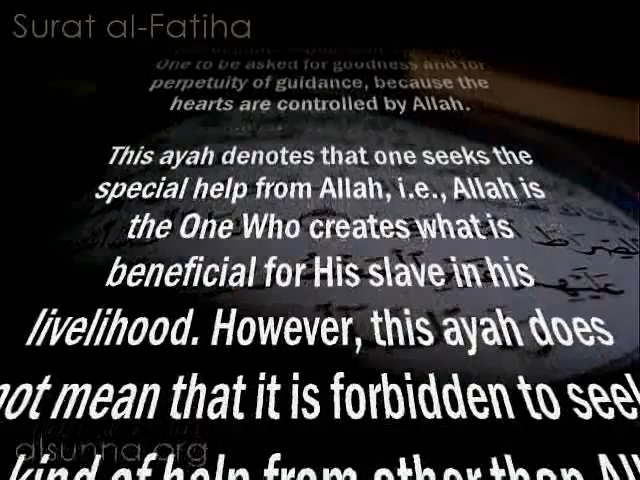 Surat al-Fatiha
One to be asked for goodness and for
perpetuity of guidance, because the
hearts are controlled by Allah.
This ayah denotes that one seeks the
special help from Allah, i.e., Allah is
the One Who creates what is
beneficial for His slave in his
livelihood. However, this ayah does
not mean that it is forbidden to seek
alsunna.org
kind of help from other than All